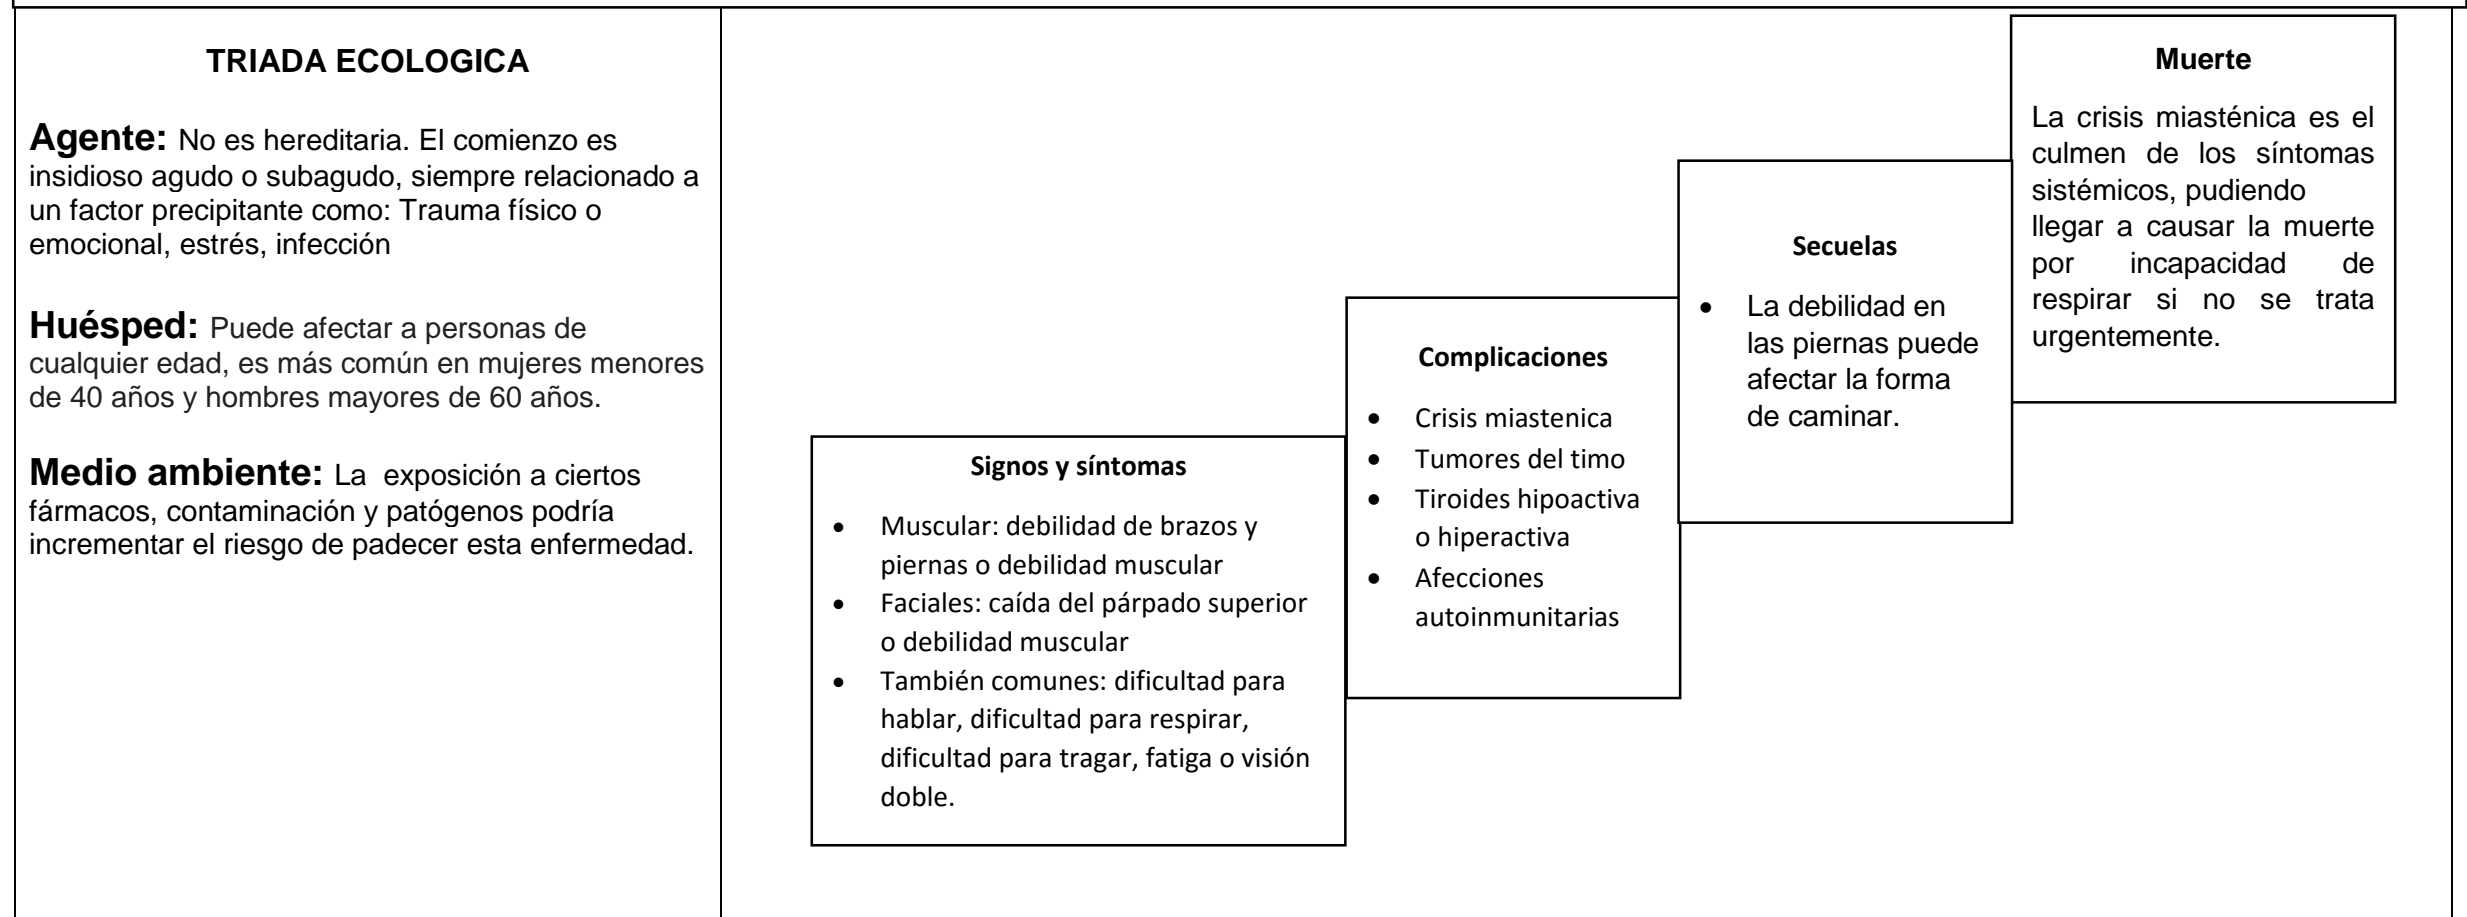 TRIADA ECOLOGICA
Agente: No es hereditaria. El comienzo es
insidioso agudo o subagudo, siempre relacionado a
un factor precipitante como: Trauma físico o
emocional, estrés, infección
Huésped: Puede afectar a personas de
cualquier edad, es más común en mujeres menores
de 40 años y hombres mayores de 60 años.
Medio ambiente: La exposición a ciertos
fármacos, contaminación y patógenos podría
incrementar el riesgo de padecer esta enfermedad.
Signos y síntomas
• Muscular: debilidad de brazos y
piernas o debilidad muscular
• Faciales: caída del párpado superior
o debilidad muscular
• También comunes: dificultad para
hablar, dificultad para respirar,
dificultad para tragar, fatiga o visión
doble.
Complicaciones
• Crisis miastenica
• Tumores del timo
• Tiroides hipoactiva
o hiperactiva
• Afecciones
autoinmunitarias
Secuelas
• La debilidad en
las piernas puede
afectar la forma
de caminar.
Muerte
La crisis miasténica es el
culmen de los síntomas
sistémicos, pudiendo
llegar a causar la muerte
por incapacidad de
respirar si no se trata
urgentemente.